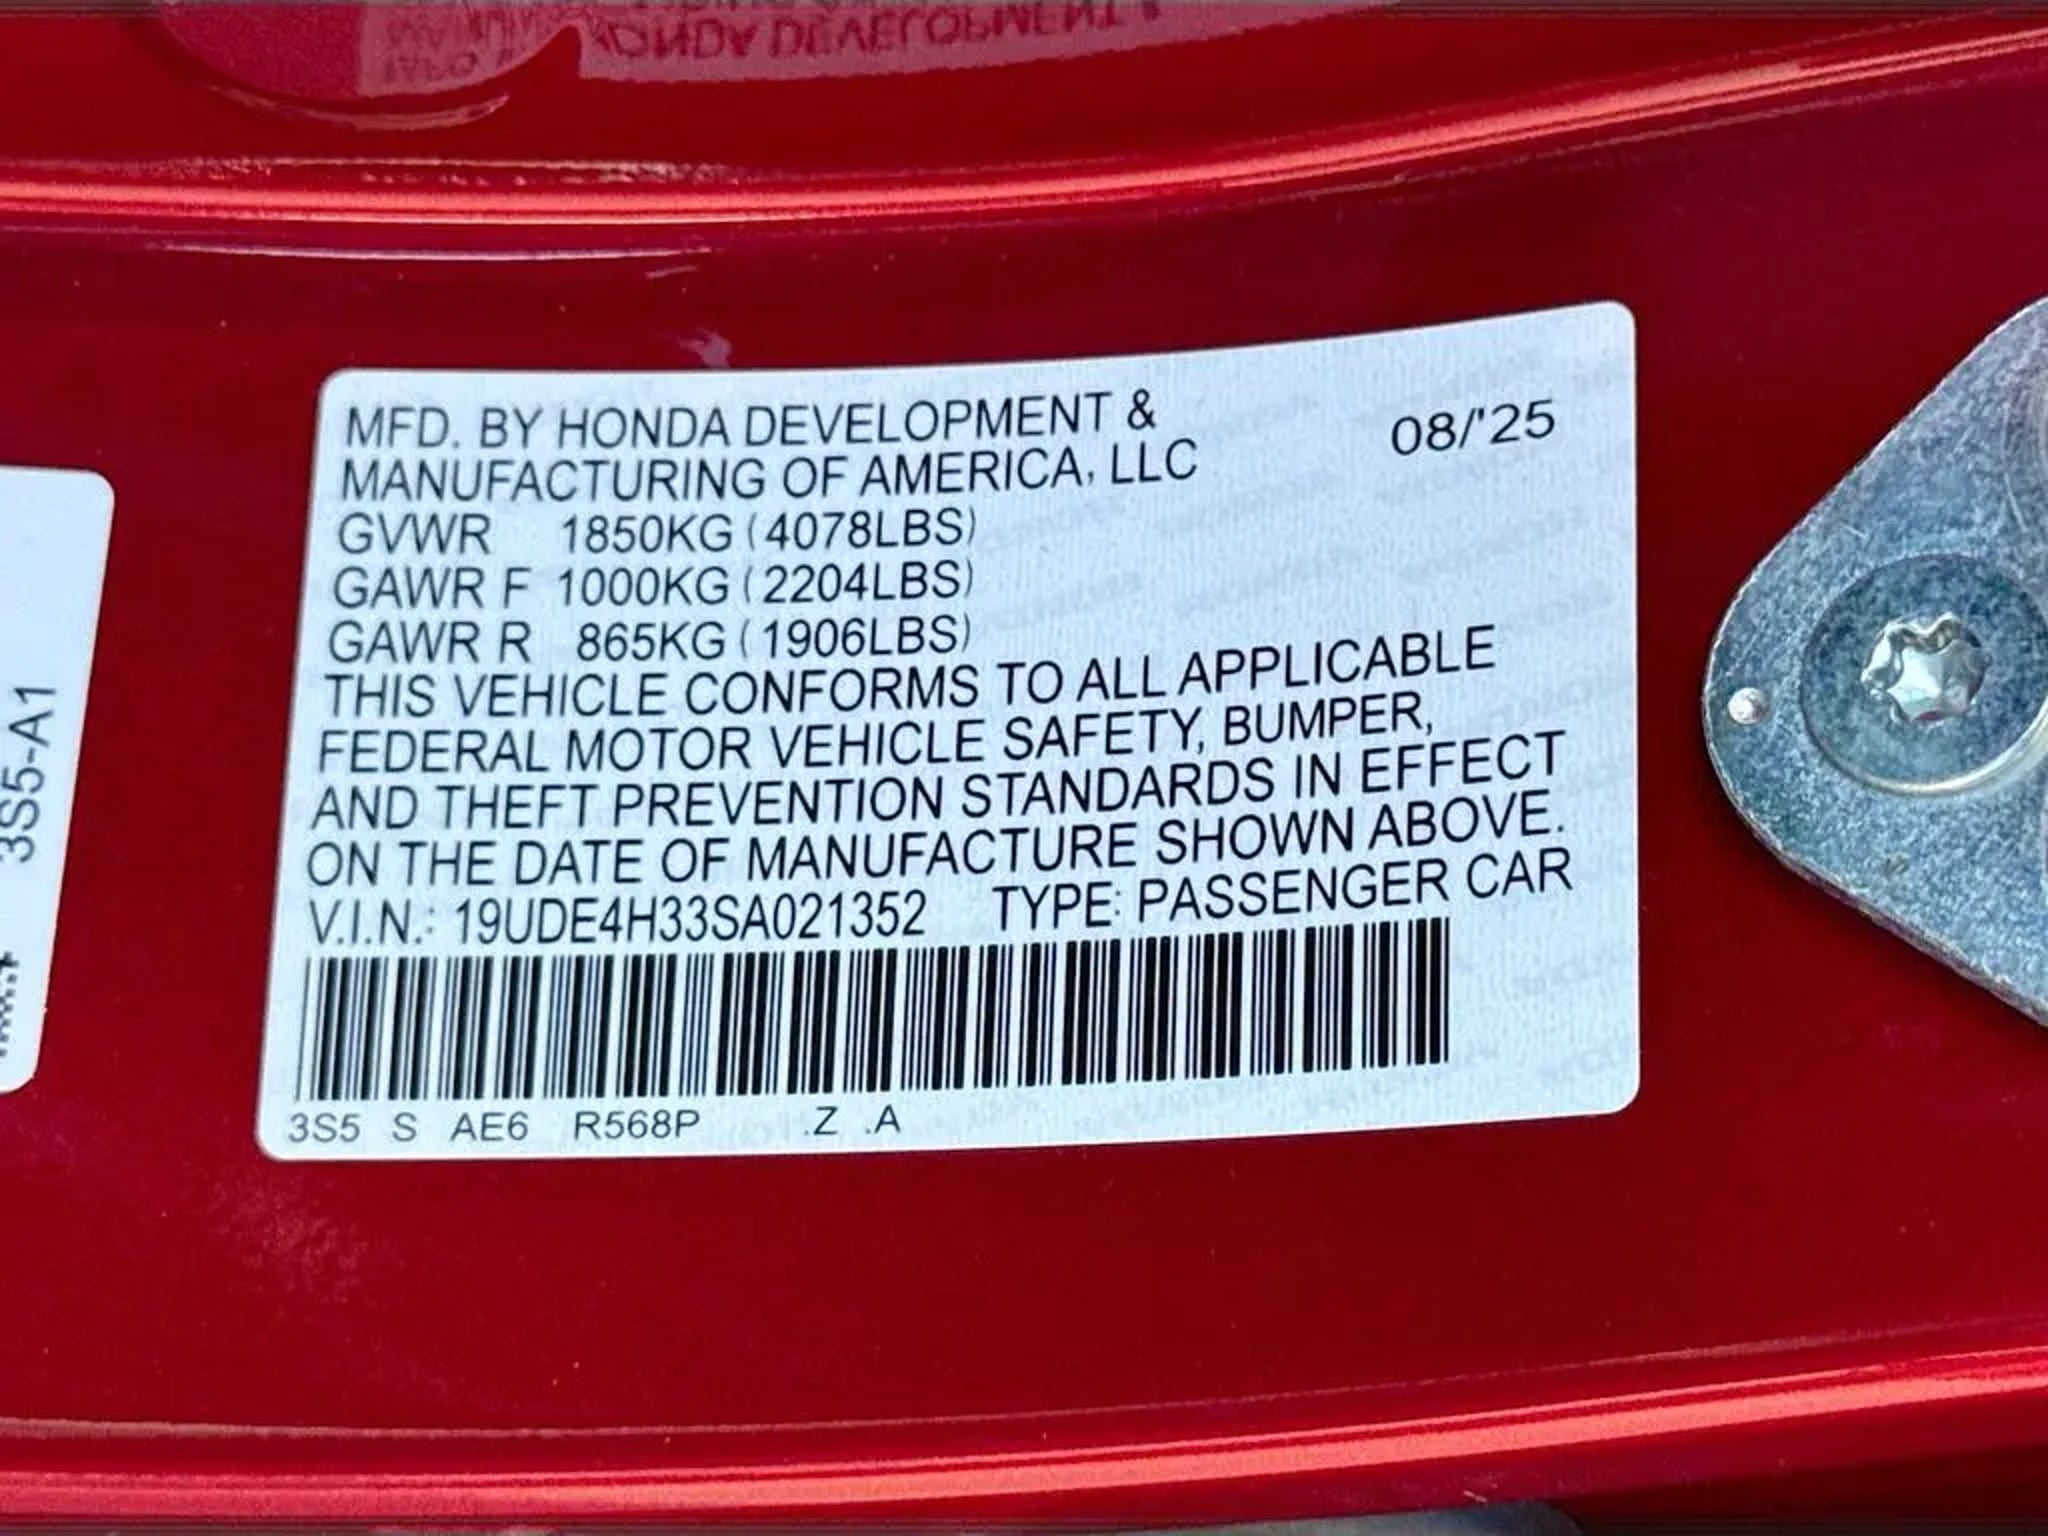 MFD. BY HONDA DEVELOPMENT &
MANUFACTURING OF AMERICA, LLC
08/'25
GVWR 1850KG (4078LBS)
GAWR F 1000KG (2204LBS)
GAWR R 865KG (1906LBS)
THIS VEHICLE CONFORMS TO ALL APPLICABLE
FEDERAL MOTOR VEHICLE SAFETY, BUMPER,
AND THEFT PREVENTION STANDARDS IN EFFECT
ON THE DATE OF MANUFACTURE SHOWN ABOVE.
V.I.N.: 19UDE4H33SA021352 TYPE: PASSENGER CAR
3S5 S AE6 R568P .Z .A
3S5-A1
HONDA DEVELOPMENT &